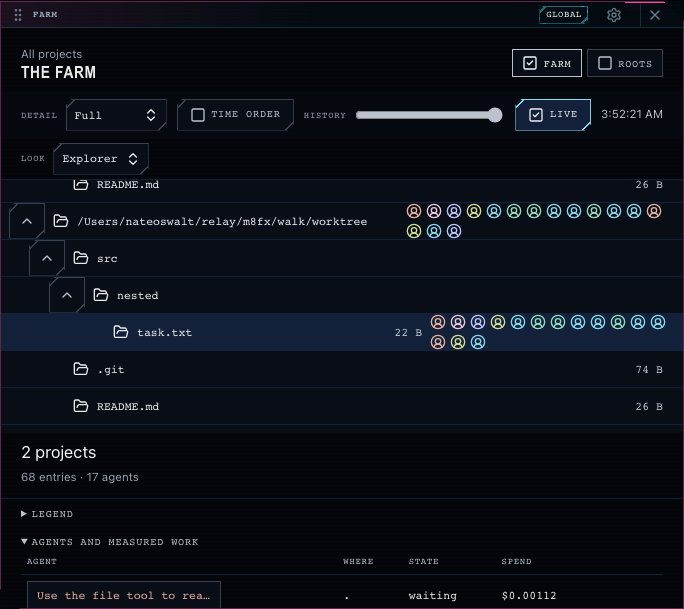 FARM
GLOBAL
All projects
THE FARM
FARM
ROOTS
DETAIL
Full
TIME ORDER
HISTORY
LIVE
3:52:21 AM
LOOK
Explorer
README.md 26 B
/Users/nateoswalt/relay/m8fx/walk/worktree
src
nested
task.txt 22 B
.git 74 B
README.md 26 B
2 projects
68 entries · 17 agents
LEGEND
AGENTS AND MEASURED WORK
AGENT WHERE STATE SPEND
Use the file tool to rea… . waiting $0.00112